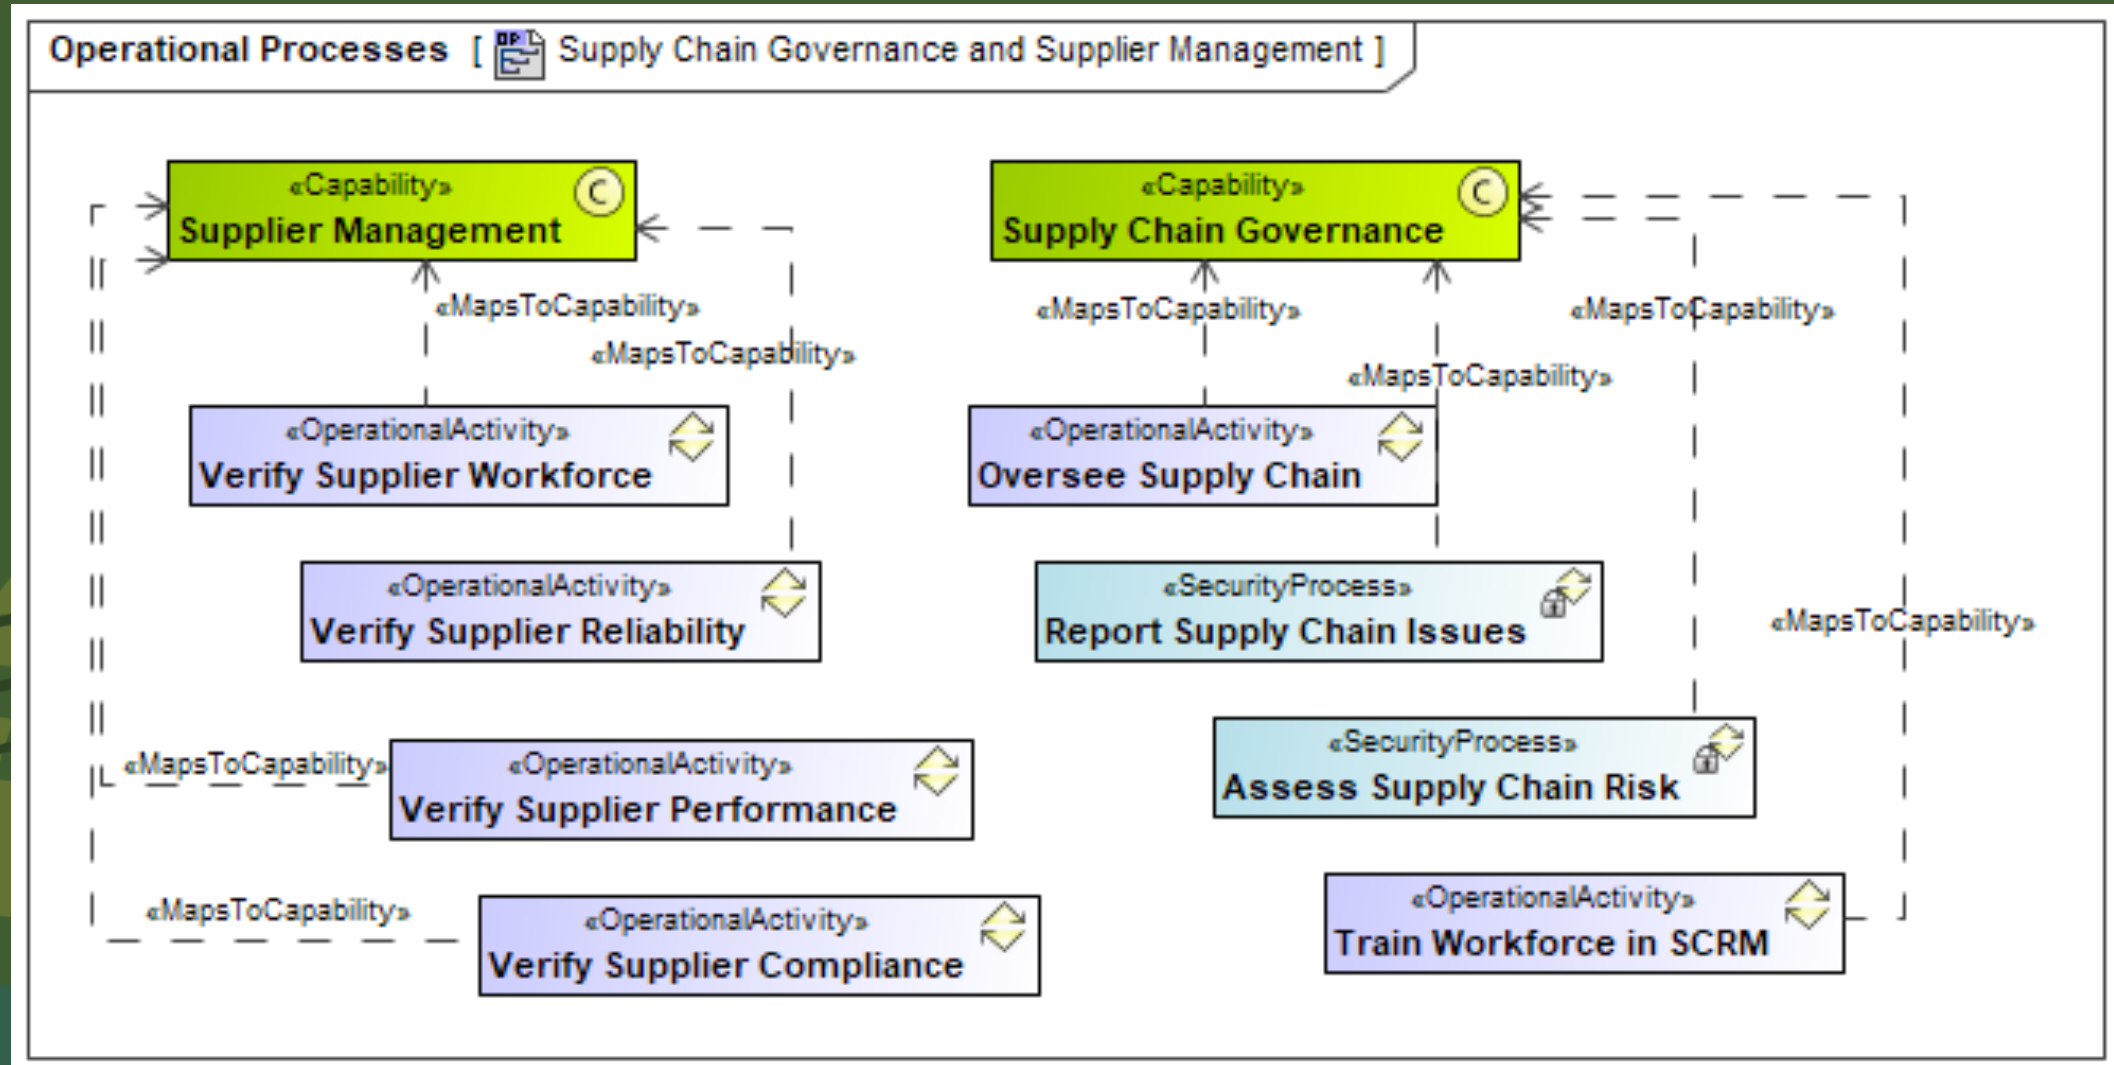 Operational Processes [ OP Supply Chain Governance and Supplier Management ]
«Capability»
C
Supplier Management
«Capability»
C
Supply Chain Governance
«MapsToCapability»
«MapsToCapability»
«MapsToCapability»
«MapsToCapability»
«MapsToCapability»
«MapsToCapability»
«OperationalActivity»
Verify Supplier Workforce
«OperationalActivity»
Oversee Supply Chain
«OperationalActivity»
Verify Supplier Reliability
«SecurityProcess»
Report Supply Chain Issues
«MapsToCapability»
«MapsToCapability»
«OperationalActivity»
Verify Supplier Performance
«SecurityProcess»
Assess Supply Chain Risk
«OperationalActivity»
Verify Supplier Compliance
«OperationalActivity»
Train Workforce in SCRM